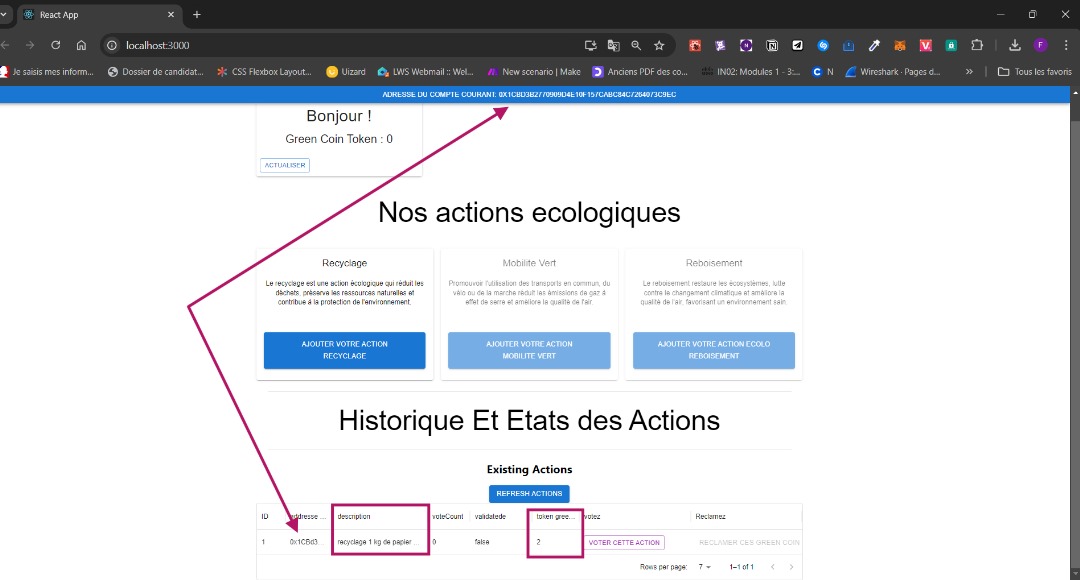 React App
localhost:3000
Je saisis mes inform...
Dossier de candidat...
CSS Flexbox Layout...
Uizard
LWS Webmail :: Wel...
New scenario | Make
Anciens PDF des co...
IN02: Modules 1 - 3:...
N
Wireshark · Pages d...
»
Tous les favoris
ADRESSE DU COMPTE COURANT: 0X1CBD3B2770909D4E10F157CABC84C7264073C9EC
Bonjour !
Green Coin Token : 0
ACTUALISER
Nos actions ecologiques
Recyclage
Le recyclage est une action écologique qui réduit les
déchets, préserve les ressources naturelles et
contribue à la protection de l'environnement.
AJOUTER VOTRE ACTION
RECYCLAGE
Mobilite Vert
Promouvoir l'utilisation des transports en commun, du
vélo ou de la marche réduit les émissions de gaz à
effet de serre et améliore la qualité de l'air.
AJOUTER VOTRE ACTION
MOBILITE VERT
Reboisement
Le reboisement restaure les écosystèmes, lutte
contre le changement climatique et améliore la
qualité de l'air, favorisant un environnement sain.
AJOUTER VOTRE ACTION ECOLO
REBOISEMENT
Historique Et Etats des Actions
Existing Actions
REFRESH ACTIONS
ID addresse ... description voteCount validatede token gree... votez Reclamez
1 0x1CBd3... recyclage 1 kg de papier ... 0 false 2 VOTER CETTE ACTION RECLAMER CES GREEN COIN
Rows per page: 7 1–1 of 1